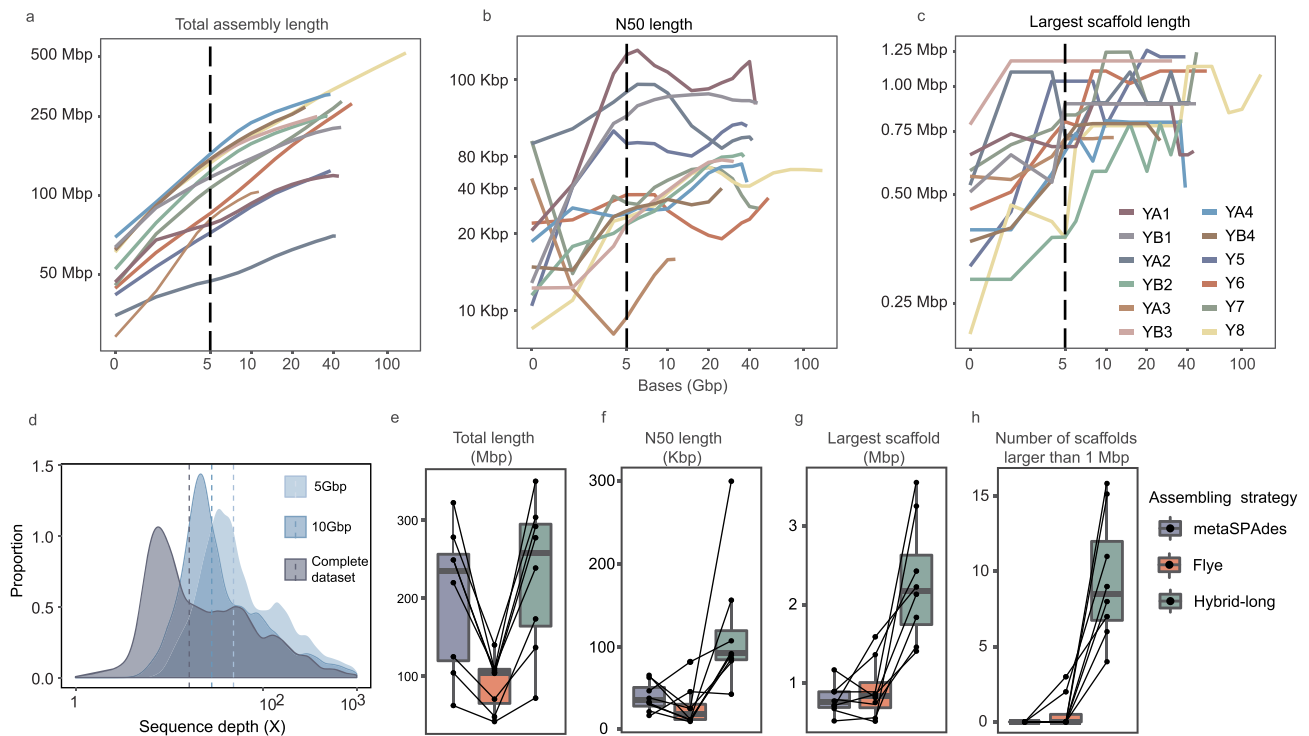 a
Total assembly length
500 Mbp
250 Mbp
100 Mbp
50 Mbp
0
5
10
20
40
100
b
N50 length
100 Kbp
80 Kbp
40 Kbp
20 Kbp
10 Kbp
0
5
10
20
40
100
Bases (Gbp)
c
Largest scaffold length
1.25 Mbp
1.00 Mbp
0.75 Mbp
0.50 Mbp
0.25 Mbp
0
5
10
20
40
100
YA1
YB1
YA2
YB2
YA3
YB3
YA4
YB4
Y5
Y6
Y7
Y8
d
Proportion
1.5
1.0
0.5
0.0
1
10²
10³
Sequence depth (X)
5Gbp
10Gbp
Complete
dataset
e
Total length
(Mbp)
300
200
100
f
N50 length
(Kbp)
300
200
100
0
g
Largest scaffold
(Mbp)
3
2
1
h
Number of scaffolds
larger than 1 Mbp
15
10
5
0
Assembling strategy
metaSPAdes
Flye
Hybrid-long